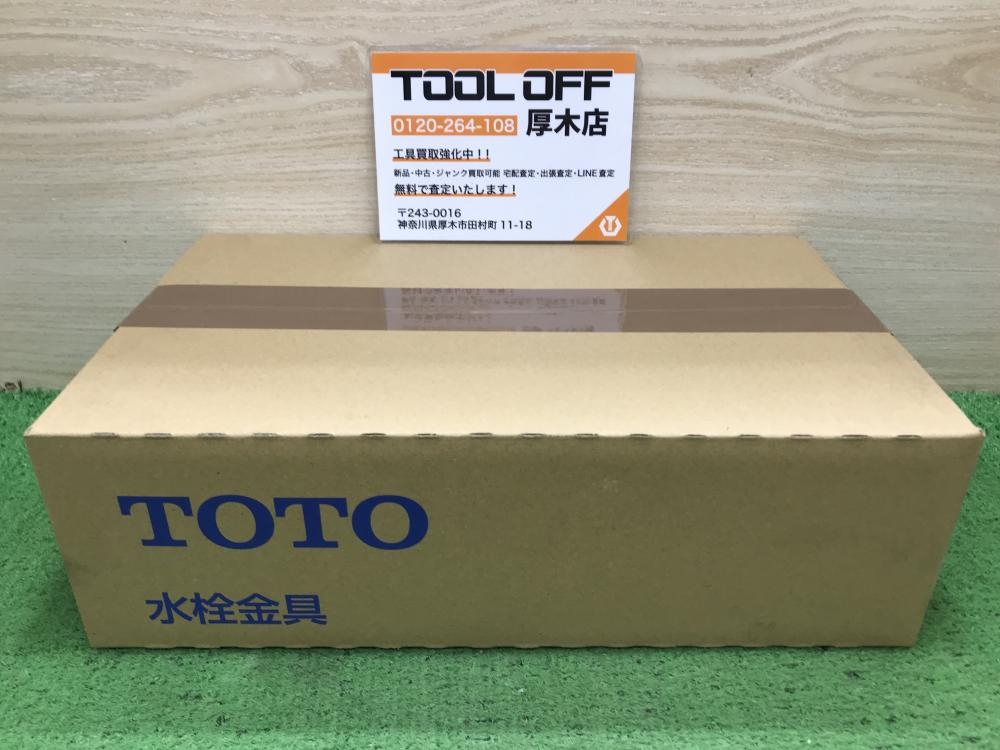 TOOL OFF
0120-264-108 厚木店
工具買取強化中！！
新品・中古・ジャンク買取可能 宅配査定・出張査定・LINE査定
無料で査定いたします！
〒243-0016
神奈川県厚木市田村町 11-18
TOTO
水栓金具